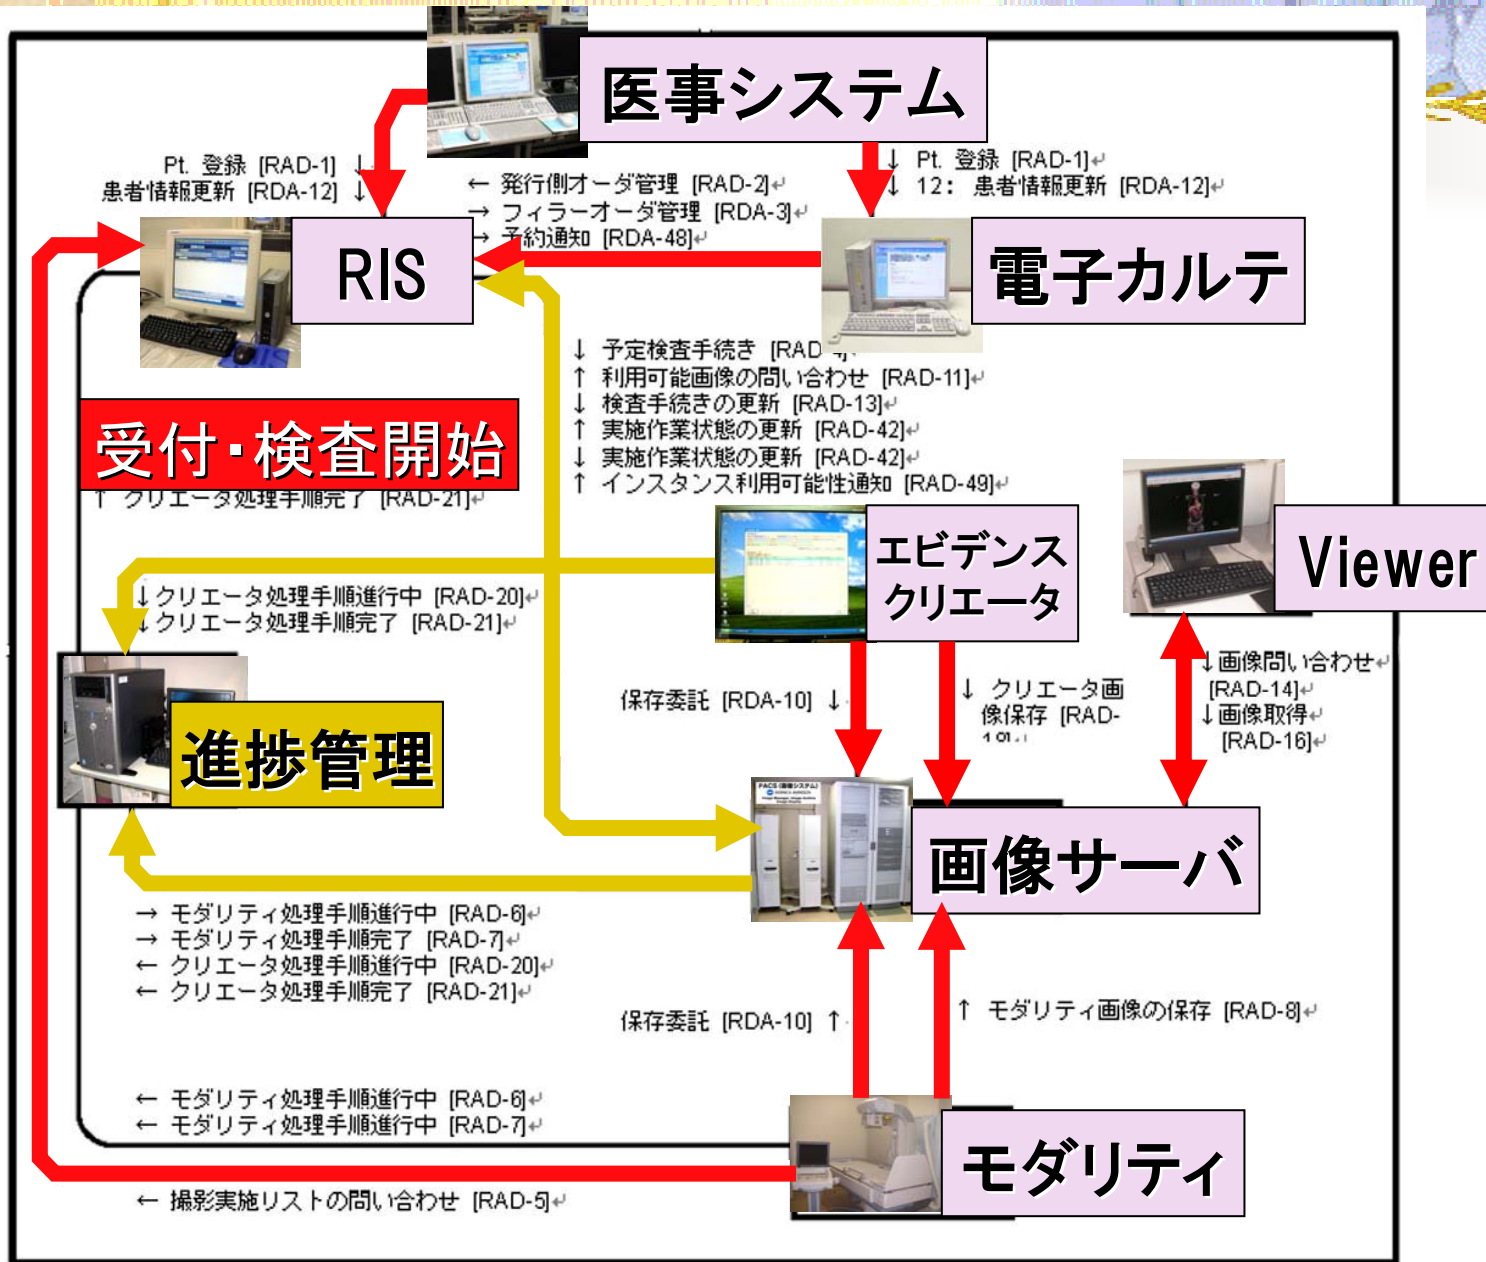 医事システム
Pt. 登録 [RAD-1] ↓
患者情報更新 [RDA-12] ↓
← 発行側オーダ管理 [RAD-2]↵
→ フィラーオーダ管理 [RDA-3]↵
→ 予約通知 [RDA-48]↵
↓ Pt. 登録 [RAD-1]↵
↓ 12: 患者情報更新 [RDA-12]↵
RIS
電子カルテ
↓ 予定検査手続き [RAD-4]↵
↑ 利用可能画像の問い合わせ [RAD-11]↵
↓ 検査手続きの更新 [RAD-13]↵
↑ 実施作業状態の更新 [RAD-42]↵
↓ 実施作業状態の更新 [RAD-42]↵
↑ インスタンス利用可能性通知 [RAD-49]↵
受付・検査開始
↑ クリエータ処理手順完了 [RAD-21]↵
エビデンス
クリエータ
Viewer
↓クリエータ処理手順進行中 [RAD-20]↵
↓クリエータ処理手順完了 [RAD-21]↵
進捗管理
保存委託 [RDA-10] ↓
↓ クリエータ画
像保存 [RAD-
↓画像問い合わせ↵
[RAD-14]↵
↓画像取得↵
[RAD-16]↵
PACS(画像システム)
画像サーバ
→ モダリティ処理手順進行中 [RAD-6]↵
→ モダリティ処理手順完了 [RAD-7]↵
← クリエータ処理手順進行中 [RAD-20]↵
← クリエータ処理手順完了 [RAD-21]↵
保存委託 [RDA-10] ↑
↑ モダリティ画像の保存 [RAD-8]↵
← モダリティ処理手順進行中 [RAD-6]↵
← モダリティ処理手順進行中 [RAD-7]↵
モダリティ
← 撮影実施リストの問い合わせ [RAD-5]↵